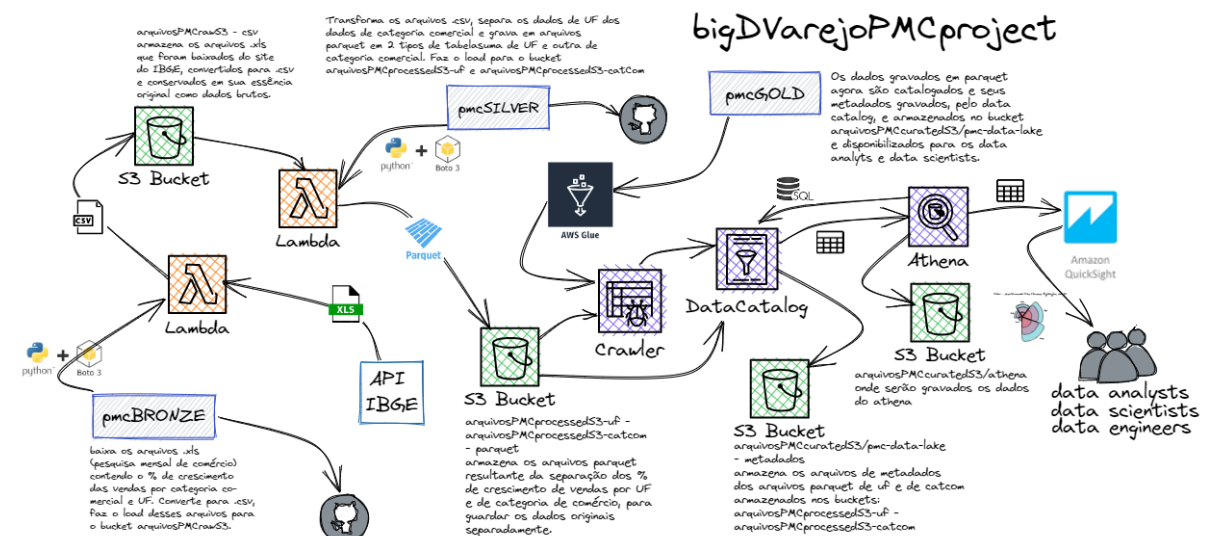 bigDVarejoPMCproject
arquivosPMCrawS3 - csv
armazena os arquivos .xls
que foram baixados do site
do IBGE, convertidos para .csv
e conservados em sua essência
original como dados brutos.
Transforma os arquivos .csv, separa os dados de UF dos
dados de categoria comercial e grava em arquivos
parquet em 2 tipos de tabelasuma de UF e outra de
categoria comercial. Faz o load para o bucket
arquivosPMCprocessedS3-uf e arquivosPMCprocessedS3-catCom
pmcSILVER
pmcGOLD
Os dados gravados em parquet
agora são catalogados e seus
metadados gravados, pelo data
catalog, e armazenados no bucket
arquivosPMCcuratedS3/pmc-data-lake
e disponibilizados para os data
analyts e data scientists.
S3 Bucket
python
+
Boto 3
Lambda
CSV
Parquet
AWS Glue
SQL
Athena
Amazon
QuickSight
Lambda
XLS
Crawler
DataCatalog
python
+
Boto 3
API
IBGE
S3 Bucket
arquivosPMCcuratedS3/athena
onde serão gravados os dados
do athena
data analysts
data scientists
data engineers
pmcBRONZE
baixa os arquivos .xls
(pesquisa mensal de comércio)
contendo o % de crescimento
das vendas por categoria co-
mercial e UF. Converte para .csv,
faz o load desses arquivos para
o bucket arquivosPMCrawS3.
S3 Bucket
arquivosPMCprocessedS3-uf -
arquivosPMCprocessedS3-catcom
- parquet
armazena os arquivos parquet
resultante da separação dos %
de crescimento de vendas por UF
e de categoria de comércio, para
guardar os dados originais
separadamente.
S3 Bucket
arquivosPMCcuratedS3/pmc-data-lake
- metadados
armazena os arquivos de metadados
dos arquivos parquet de uf e de catcom
armazenados nos buckets:
arquivosPMCprocessedS3-uf -
arquivosPMCprocessedS3-catcom